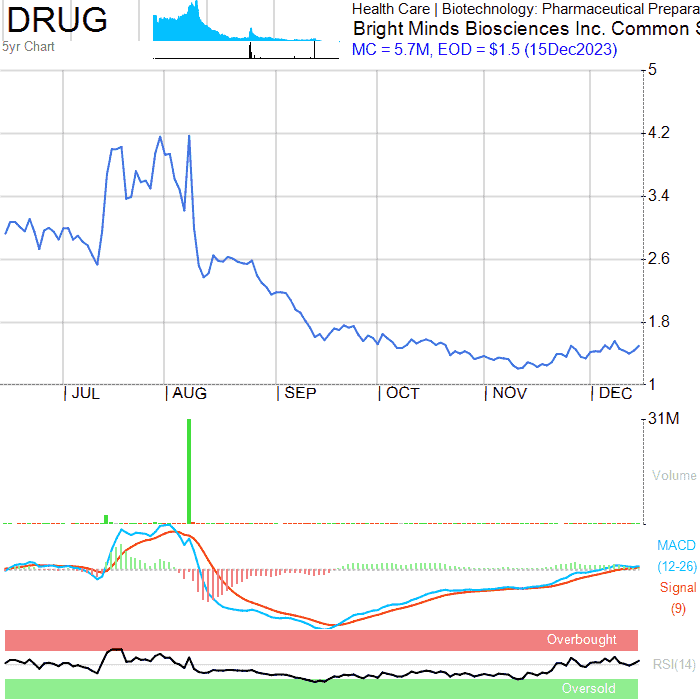 DRUG
5yr Chart
Health Care | Biotechnology: Pharmaceutical Prepara
Bright Minds Biosciences Inc. Common S
MC = 5.7M, EOD = $1.5 (15Dec2023)
5
4.2
3.4
2.6
1.8
1
JUL AUG SEP OCT NOV DEC
31M
Volume
MACD
(12-26)
Signal
(9)
Overbought
RSI(14)
Oversold